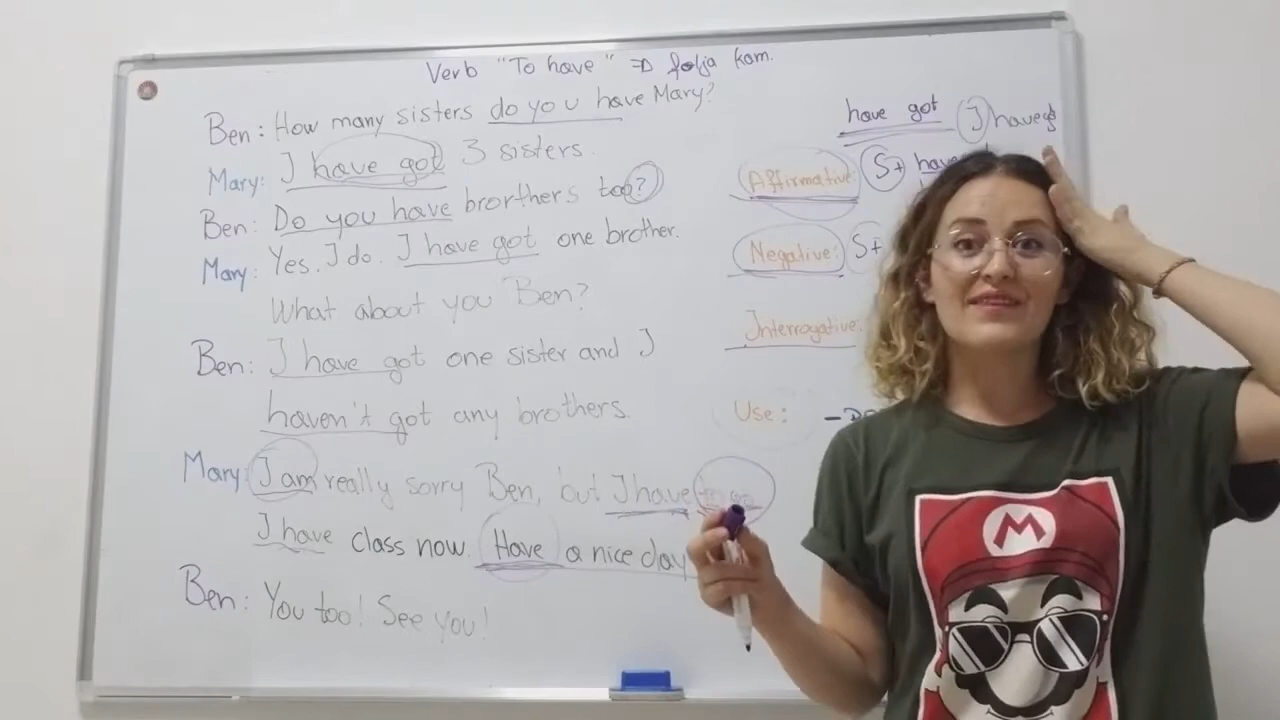 Verb "To have" => folja kam.
Ben: How many sisters do you have Mary?
Mary: I have got 3 sisters.
Ben: Do you have brorthers too?
Mary: Yes. I do. I have got one brother.
What about you Ben?
Ben: I have got one sister and I
haven't got any brothers.
Mary: I am really sorry Ben, but I have to go
I have class now. Have a nice day
Ben: You too! See you!
have got
I have
Affirmative: S+ have
Negative: S+
Interrogative:
Use:
M